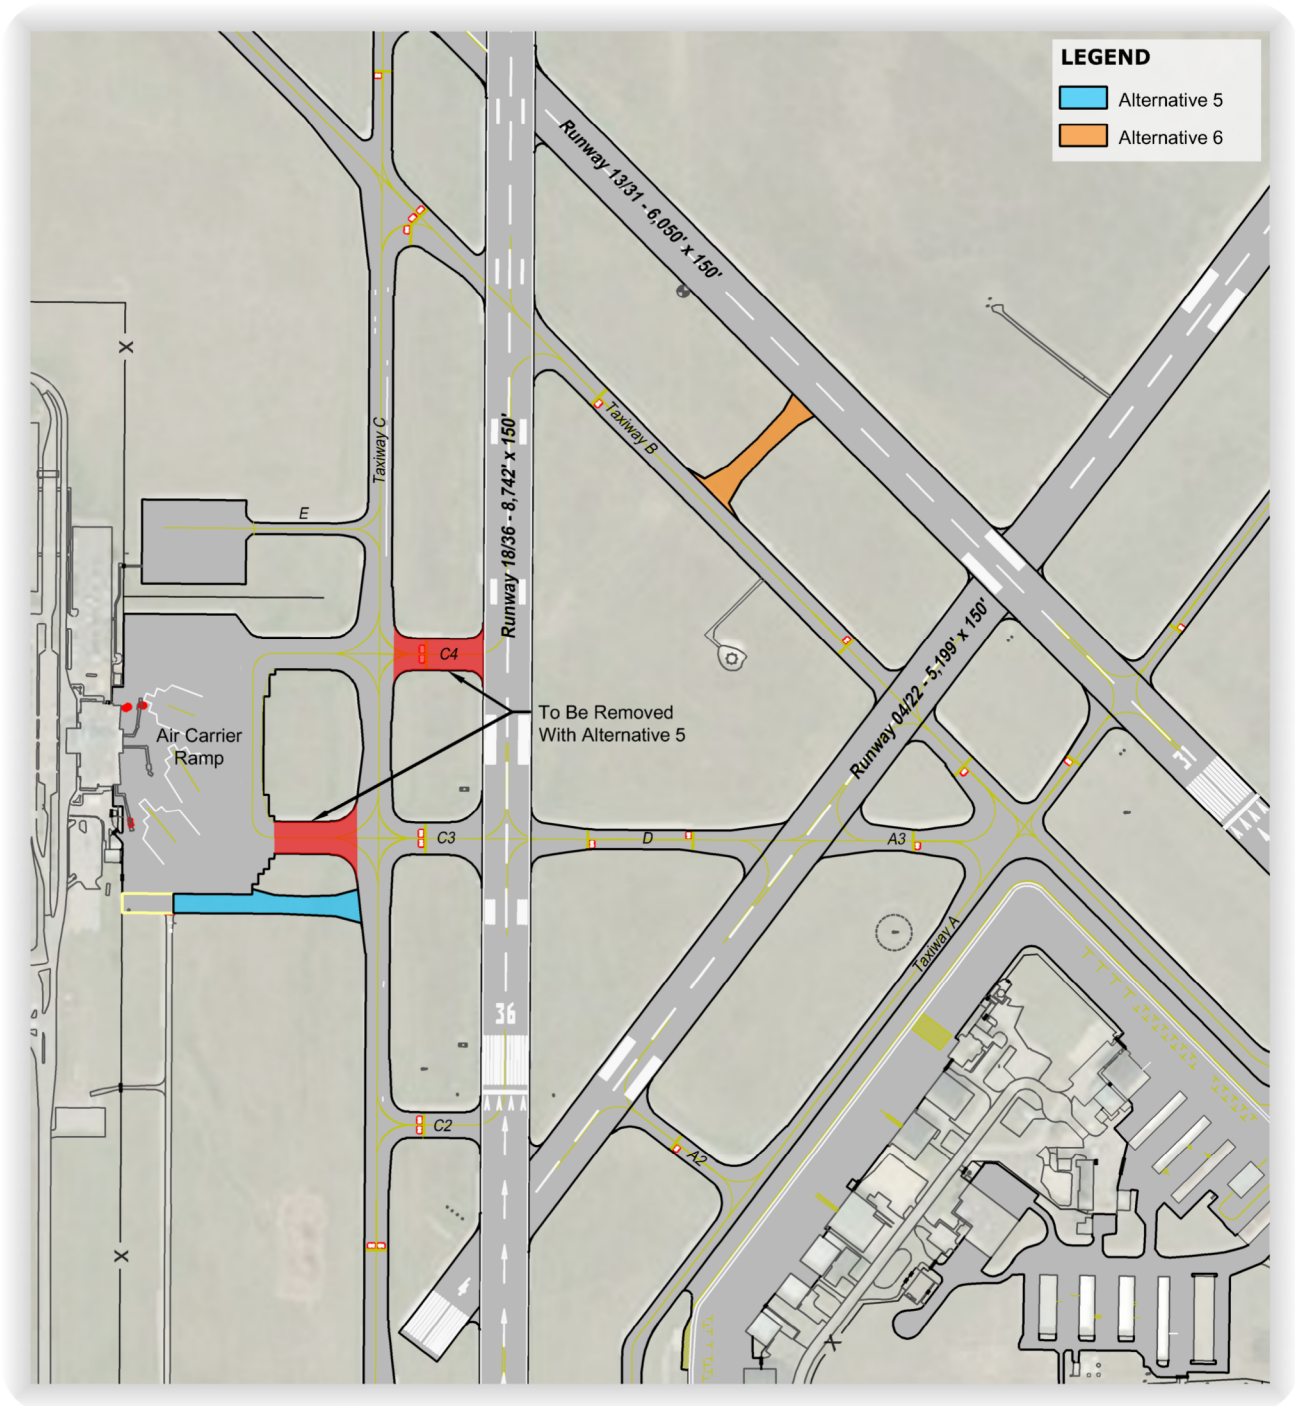 LEGEND
Alternative 5
Alternative 6
Runway 13/31 - 6,050' x 150'
Taxiway B
Taxiway C
Runway 18/36 - 8,742' x 150'
E
C4
To Be Removed
With Alternative 5
Air Carrier
Ramp
Runway 04/22 - 5,199' x 150'
31
C3
D
A3
Taxiway A
36
C2
A2
X
X
X